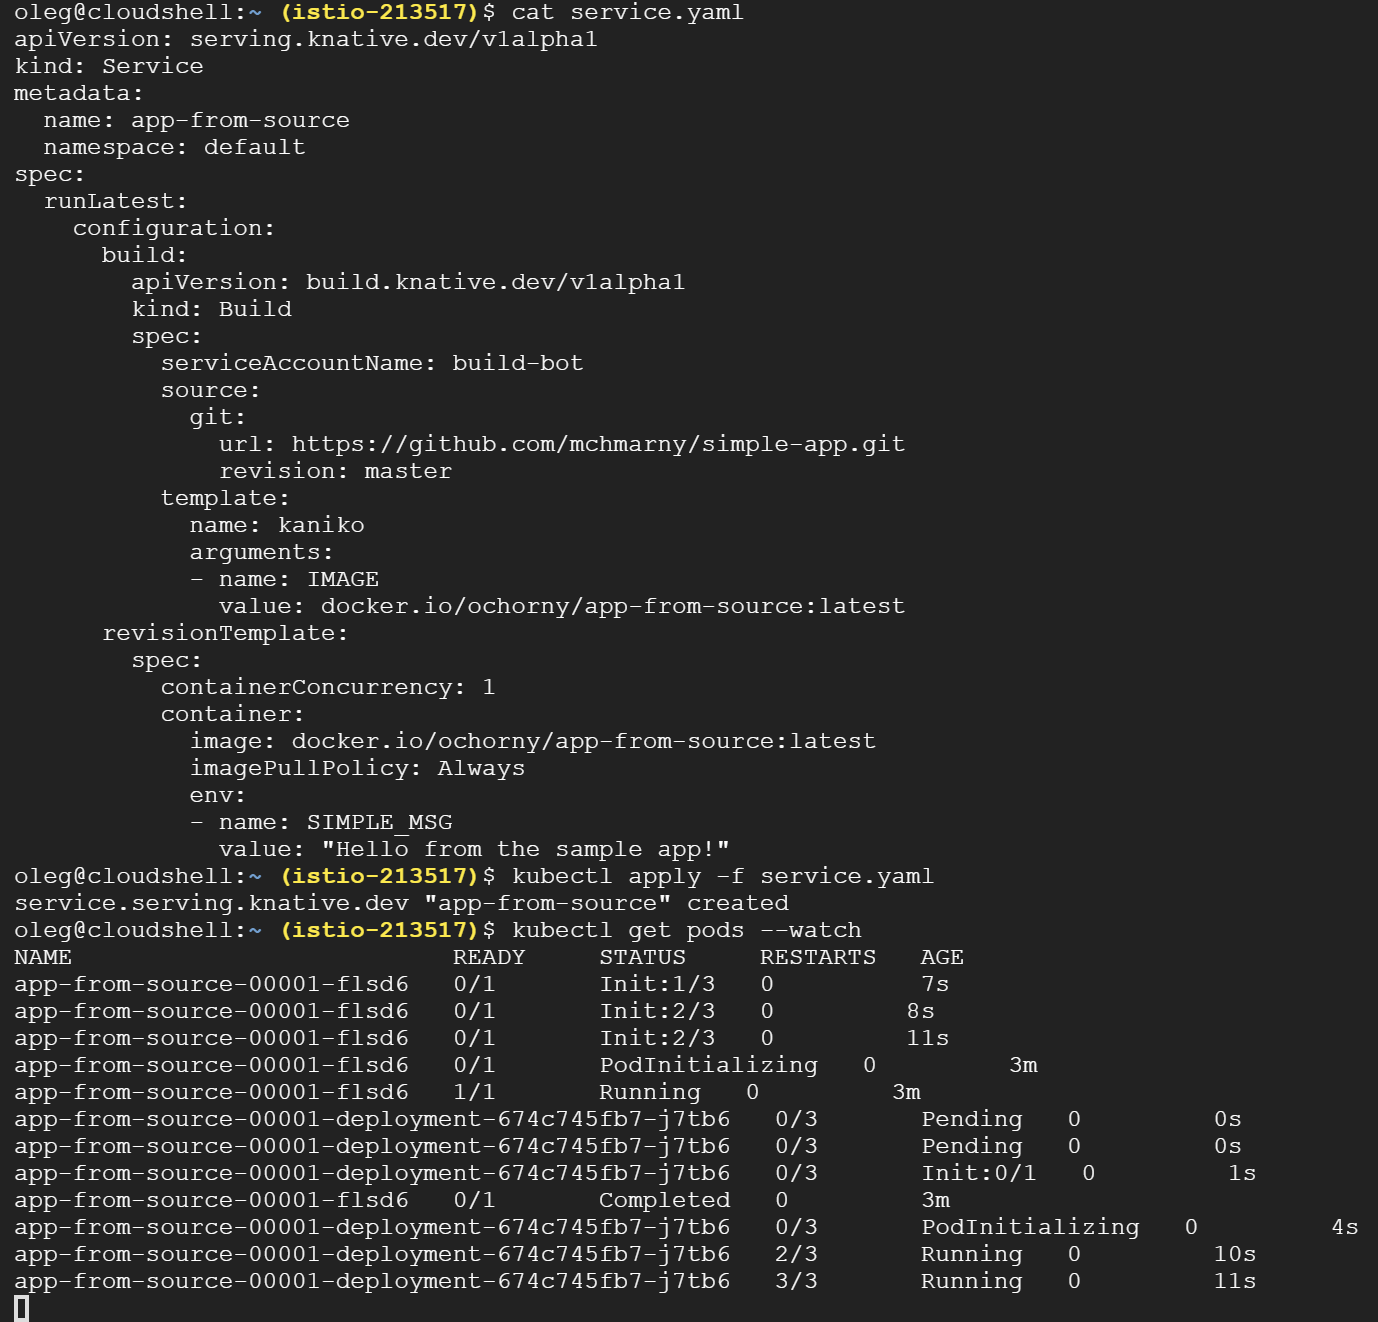 oleg@cloudshell:~ (istio-213517)$ cat service.yaml
apiVersion: serving.knative.dev/v1alpha1
kind: Service
metadata:
  name: app-from-source
  namespace: default
spec:
  runLatest:
    configuration:
      build:
        apiVersion: build.knative.dev/v1alpha1
        kind: Build
        spec:
          serviceAccountName: build-bot
          source:
            git:
              url: https://github.com/mchmarny/simple-app.git
              revision: master
          template:
            name: kaniko
            arguments:
            - name: IMAGE
              value: docker.io/ochorny/app-from-source:latest
      revisionTemplate:
        spec:
          containerConcurrency: 1
          container:
            image: docker.io/ochorny/app-from-source:latest
            imagePullPolicy: Always
            env:
            - name: SIMPLE_MSG
              value: "Hello from the sample app!"
oleg@cloudshell:~ (istio-213517)$ kubectl apply -f service.yaml
service.serving.knative.dev "app-from-source" created
oleg@cloudshell:~ (istio-213517)$ kubectl get pods --watch
NAME                          READY     STATUS     RESTARTS   AGE
app-from-source-00001-flsd6   0/1       Init:1/3   0          7s
app-from-source-00001-flsd6   0/1       Init:2/3   0         8s
app-from-source-00001-flsd6   0/1       Init:2/3   0         11s
app-from-source-00001-flsd6   0/1       PodInitializing   0         3m
app-from-source-00001-flsd6   1/1       Running   0         3m
app-from-source-00001-deployment-674c745fb7-j7tb6   0/3       Pending   0         0s
app-from-source-00001-deployment-674c745fb7-j7tb6   0/3       Pending   0         0s
app-from-source-00001-deployment-674c745fb7-j7tb6   0/3       Init:0/1   0         1s
app-from-source-00001-flsd6   0/1       Completed   0         3m
app-from-source-00001-deployment-674c745fb7-j7tb6   0/3       PodInitializing   0         4s
app-from-source-00001-deployment-674c745fb7-j7tb6   2/3       Running   0         10s
app-from-source-00001-deployment-674c745fb7-j7tb6   3/3       Running   0         11s